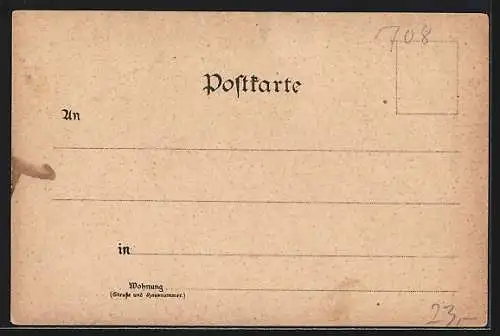 708
Postkarte
An
in
Wohnung
(Straße und Hausnummer.)
23,-